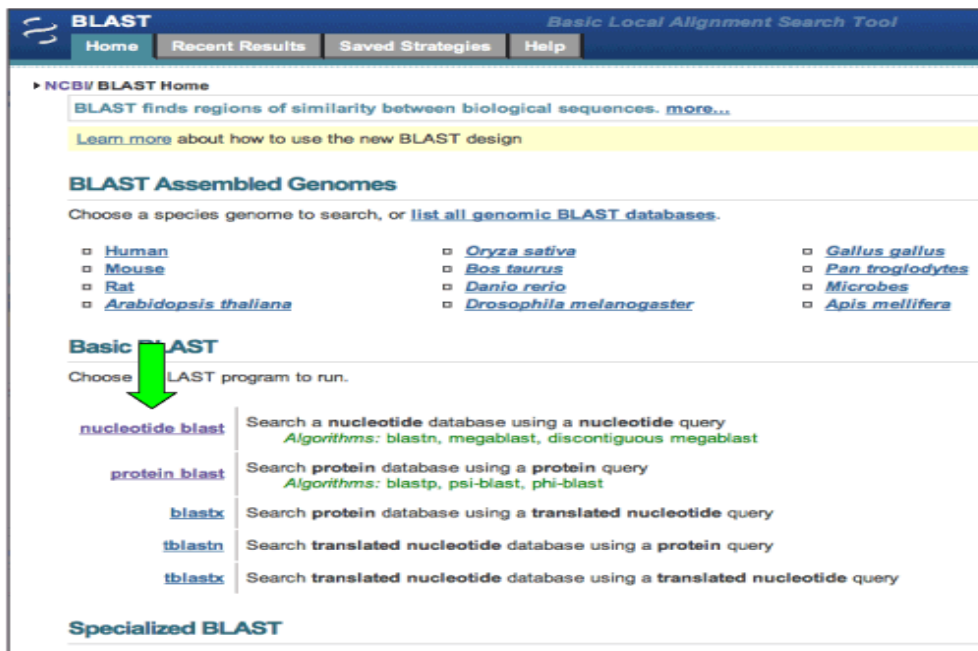 BLAST
Basic Local Alignment Search Tool
Home Recent Results Saved Strategies Help
NCBI/ BLAST Home
BLAST finds regions of similarity between biological sequences. more...
Learn more about how to use the new BLAST design
BLAST Assembled Genomes
Choose a species genome to search, or list all genomic BLAST databases.
Human Oryza sativa Gallus gallus
Mouse Bos taurus Pan troglodytes
Rat Danio rerio Microbes
Arabidopsis thaliana Drosophila melanogaster Apis mellifera
Basic BLAST
Choose LAST program to run.
nucleotide blast Search a nucleotide database using a nucleotide query
Algorithms: blastn, megablast, discontiguous megablast
protein blast Search protein database using a protein query
Algorithms: blastp, psi-blast, phi-blast
blastx Search protein database using a translated nucleotide query
tblastn Search translated nucleotide database using a protein query
tblastx Search translated nucleotide database using a translated nucleotide query
Specialized BLAST